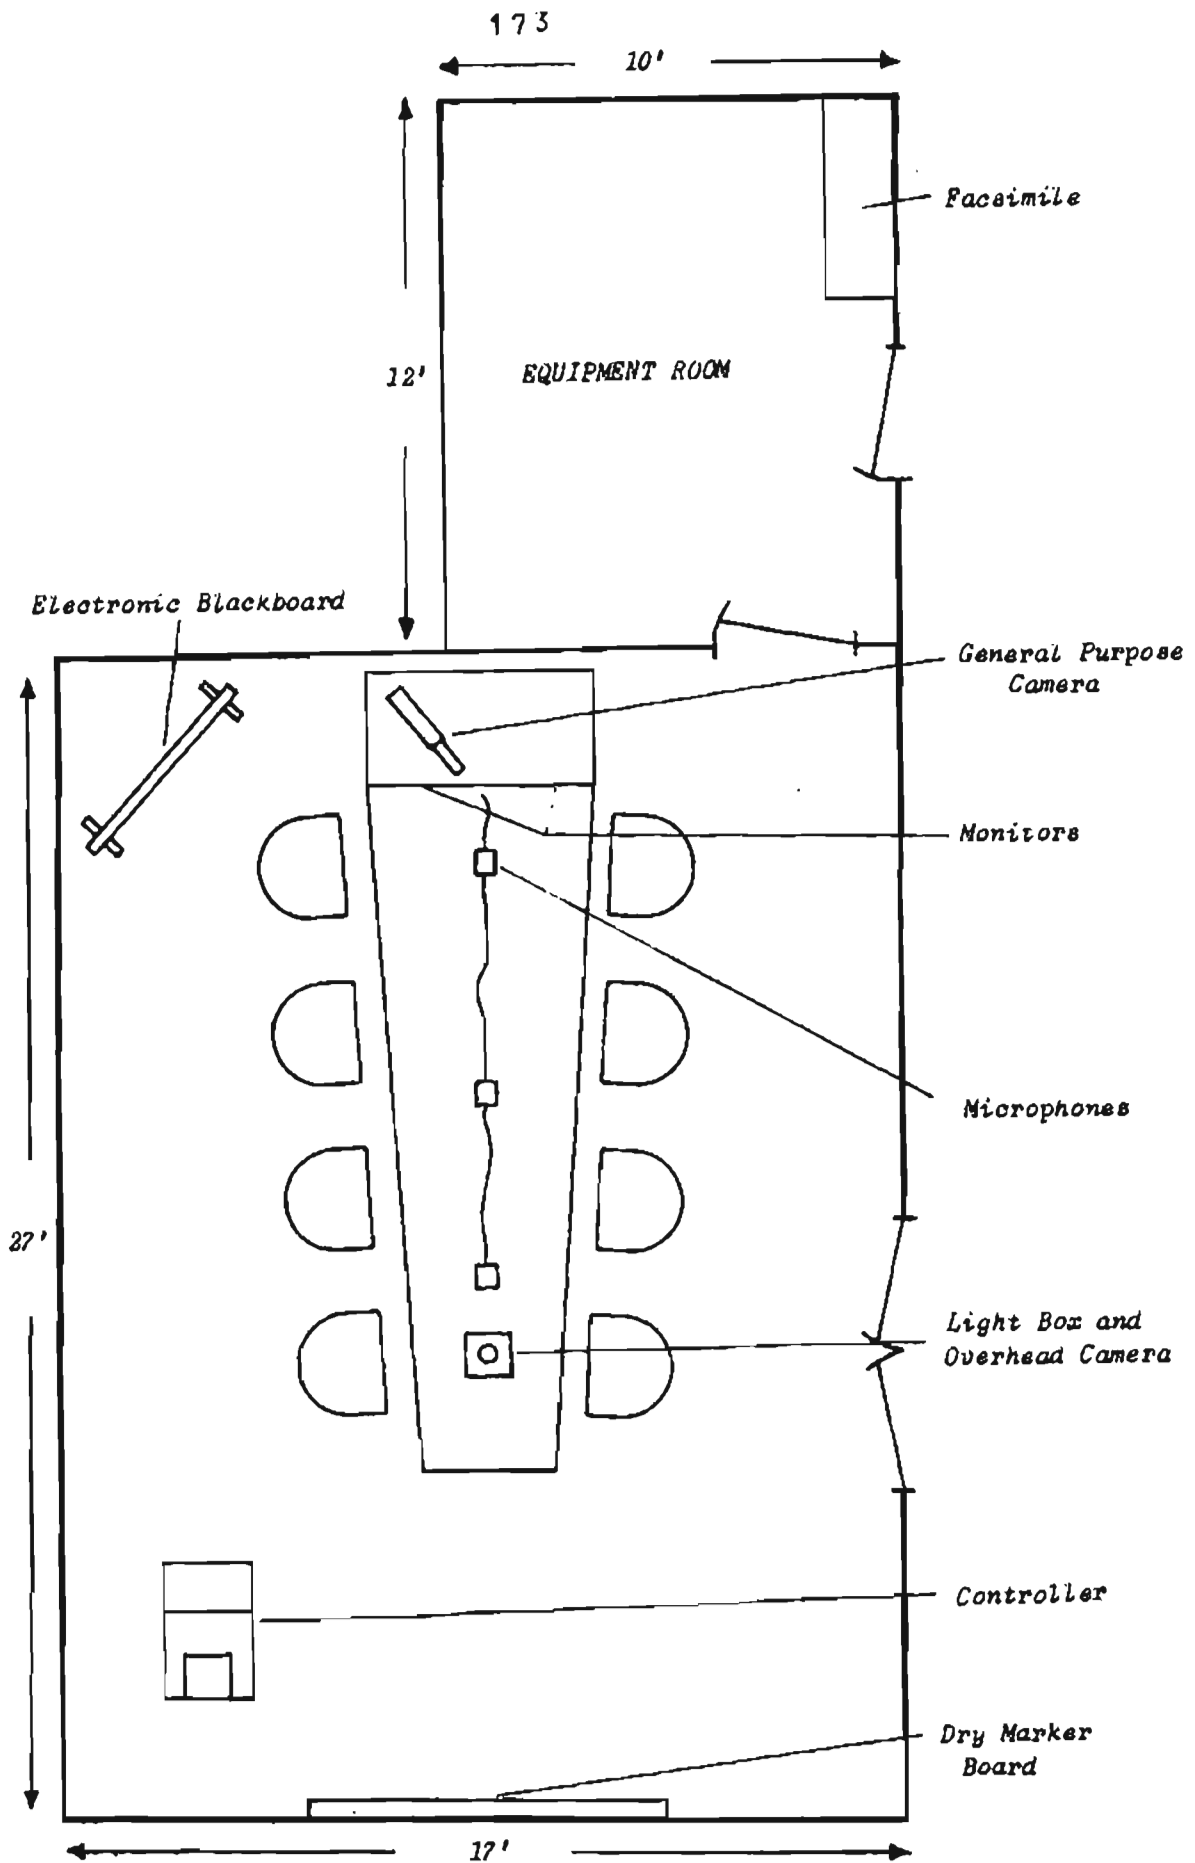 173
10'
Facsimile
12'
EQUIPMENT ROOM
Electronic Blackboard
General Purpose
Camera
Monitors
Microphones
27'
Light Box and
Overhead Camera
Controller
Dry Marker
Board
17'